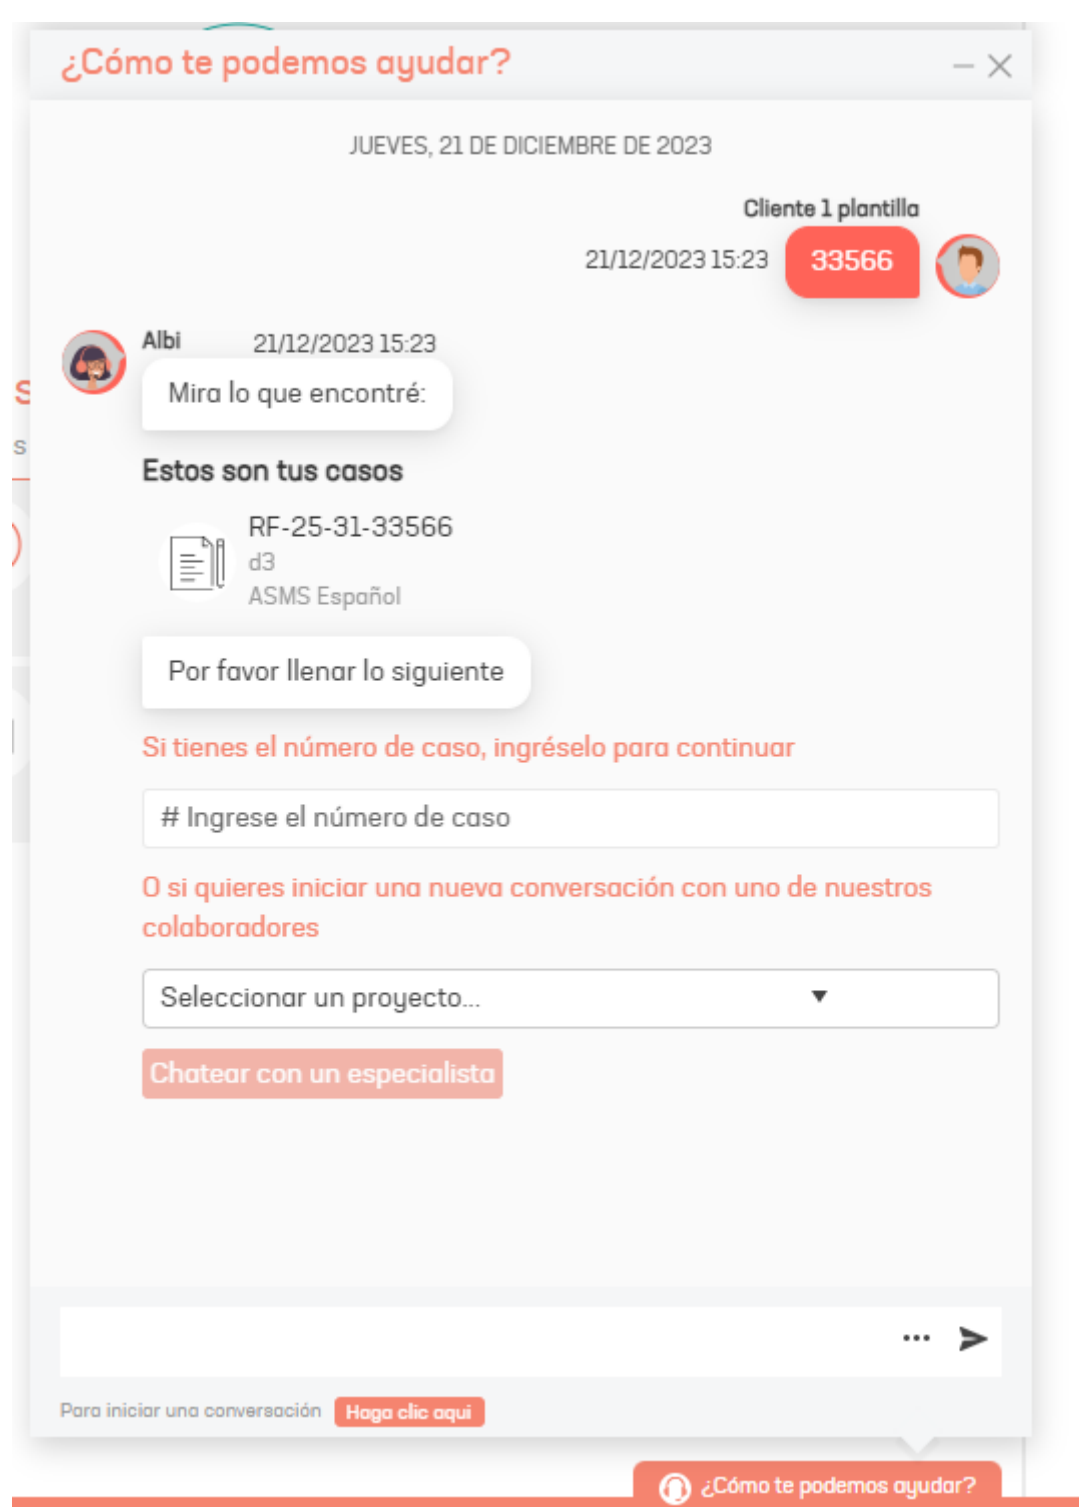 ¿Cómo te podemos ayudar?
JUEVES, 21 DE DICIEMBRE DE 2023
Cliente 1 plantilla
21/12/2023 15:23
33566
Albi
21/12/2023 15:23
Mira lo que encontré:
Estos son tus casos
RF-25-31-33566
d3
ASMS Español
Por favor llenar lo siguiente
Si tienes el número de caso, ingréselo para continuar
# Ingrese el número de caso
O si quieres iniciar una nueva conversación con uno de nuestros
colaboradores
Seleccionar un proyecto...
Chatear con un especialista
Para iniciar una conversación Haga clic aqui
¿Cómo te podemos ayudar?